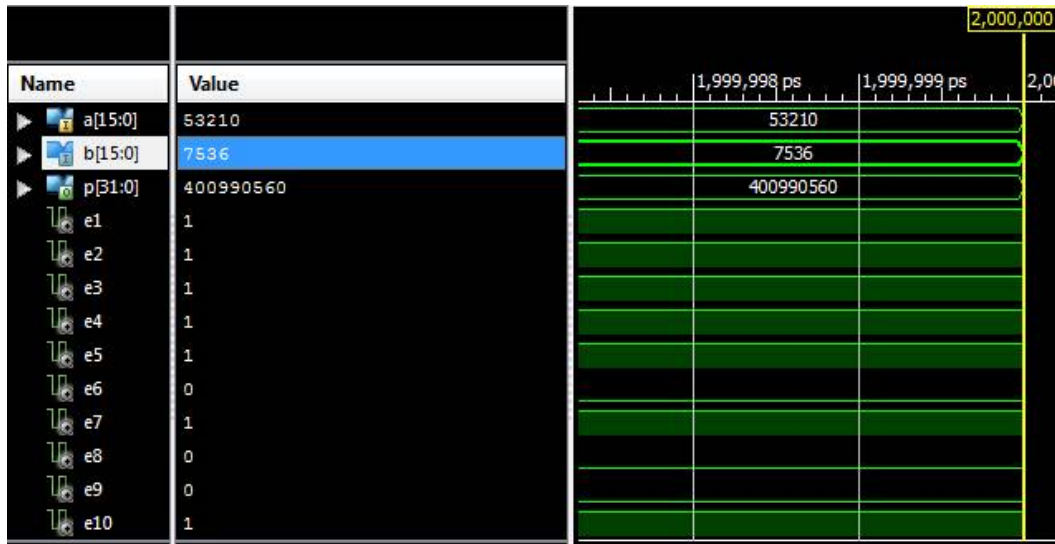 2,000,000
Name Value 1,999,998 ps 1,999,999 ps 2,0
a[15:0] 53210 53210
b[15:0] 7536 7536
p[31:0] 400990560 400990560
e1 1
e2 1
e3 1
e4 1
e5 1
e6 0
e7 1
e8 0
e9 0
e10 1